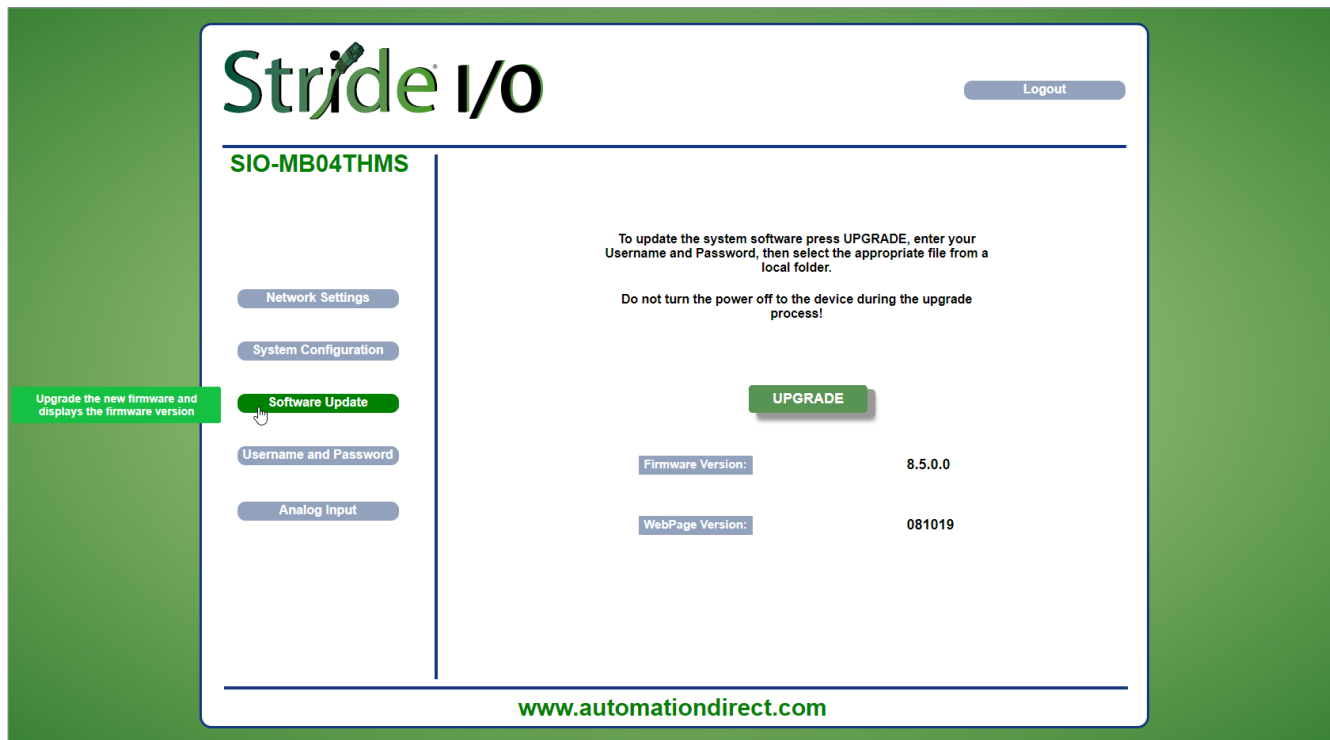 Stride I/O
Logout
SIO-MB04THMS
To update the system software press UPGRADE, enter your
Username and Password, then select the appropriate file from a
local folder.
Do not turn the power off to the device during the upgrade
process!
Network Settings
System Configuration
Upgrade the new firmware and
displays the firmware version
Software Update
UPGRADE
Username and Password
Firmware Version: 8.5.0.0
Analog Input
WebPage Version: 081019
www.automationdirect.com